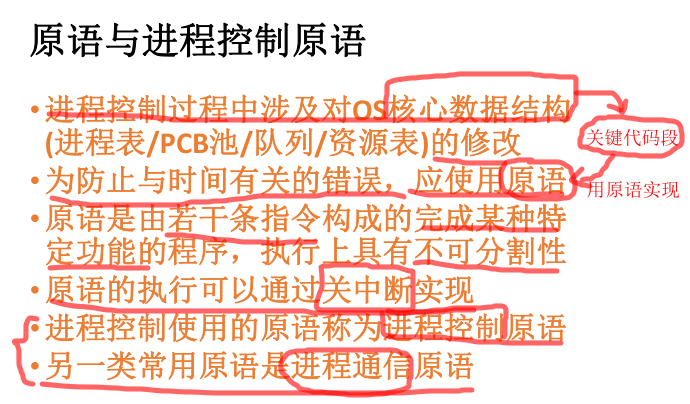 原语与进程控制原语
•进程控制过程中涉及对OS核心数据结构
(进程表/PCB池/队列/资源表)的修改
关键代码段
•为防止与时间有关的错误，应使用原语
用原语实现
•原语是由若干条指令构成的完成某种特
定功能的程序，执行上具有不可分割性
•原语的执行可以通过关中断实现
•进程控制使用的原语称为进程控制原语
•另一类常用原语是进程通信原语